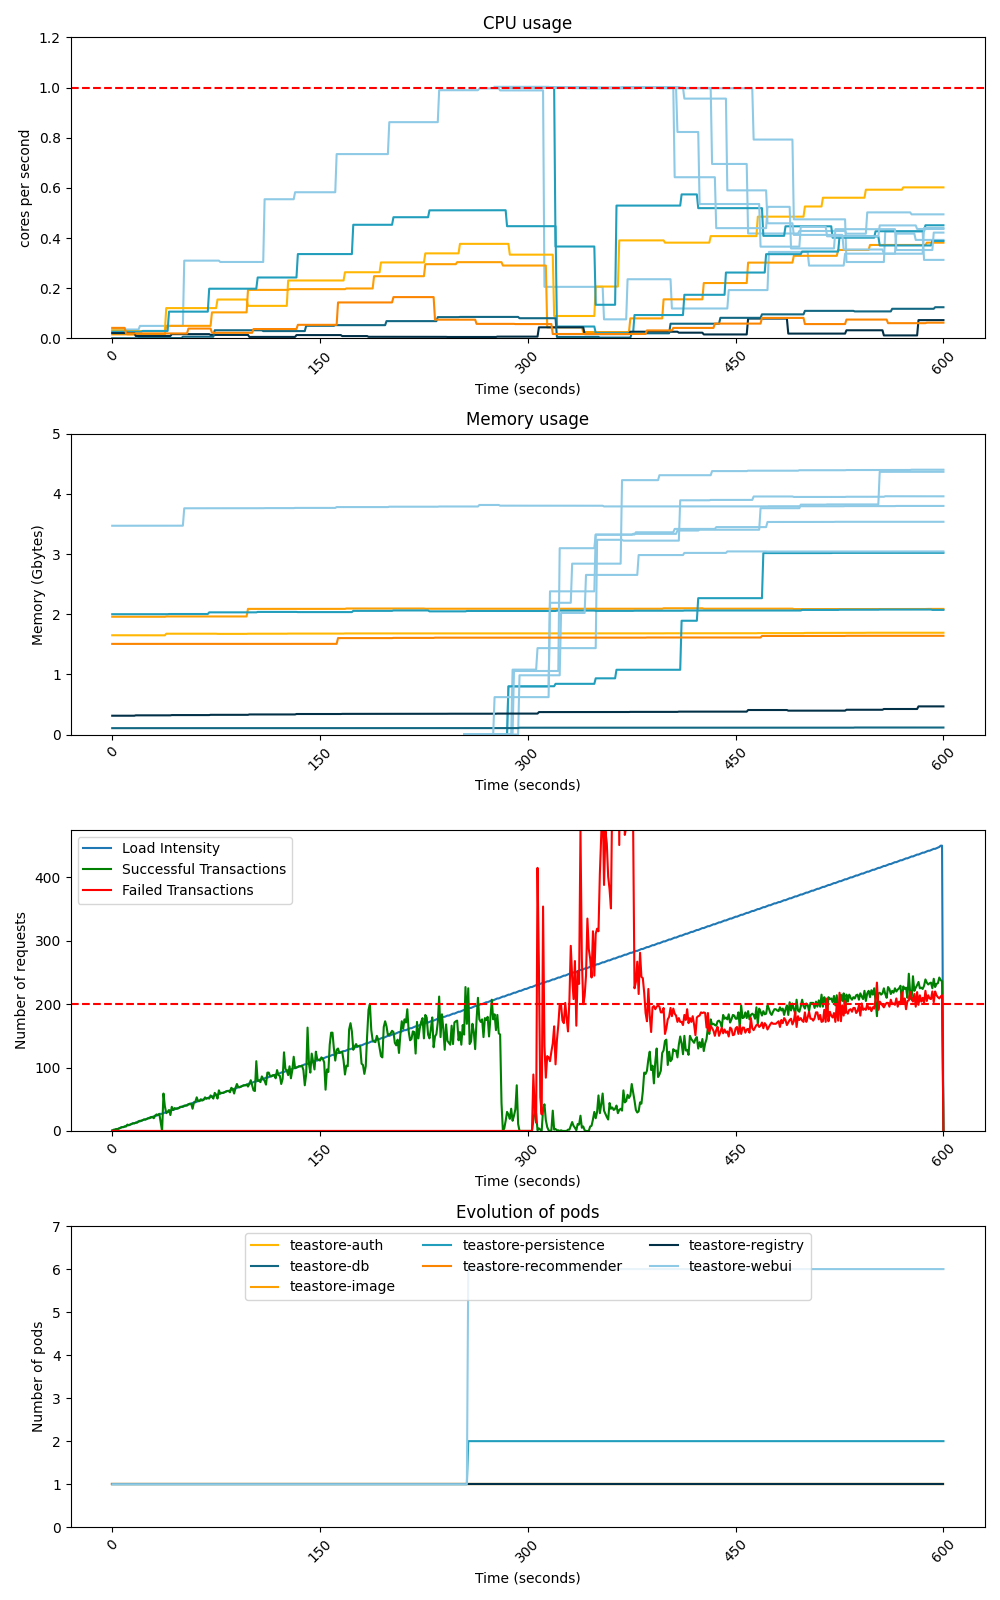 CPU usage
1.2
1.0
0.8
0.6
0.4
0.2
0.0
cores per second
0
150
300
450
600
Time (seconds)
Memory usage
5
4
3
2
1
0
Memory (Gbytes)
0
150
300
450
600
Time (seconds)
Load Intensity
Successful Transactions
Failed Transactions
400
300
200
100
0
Number of requests
0
150
300
450
600
Time (seconds)
Evolution of pods
teastore-auth
teastore-db
teastore-image
teastore-persistence
teastore-recommender
teastore-registry
teastore-webui
7
6
5
4
3
2
1
0
Number of pods
0
150
300
450
600
Time (seconds)